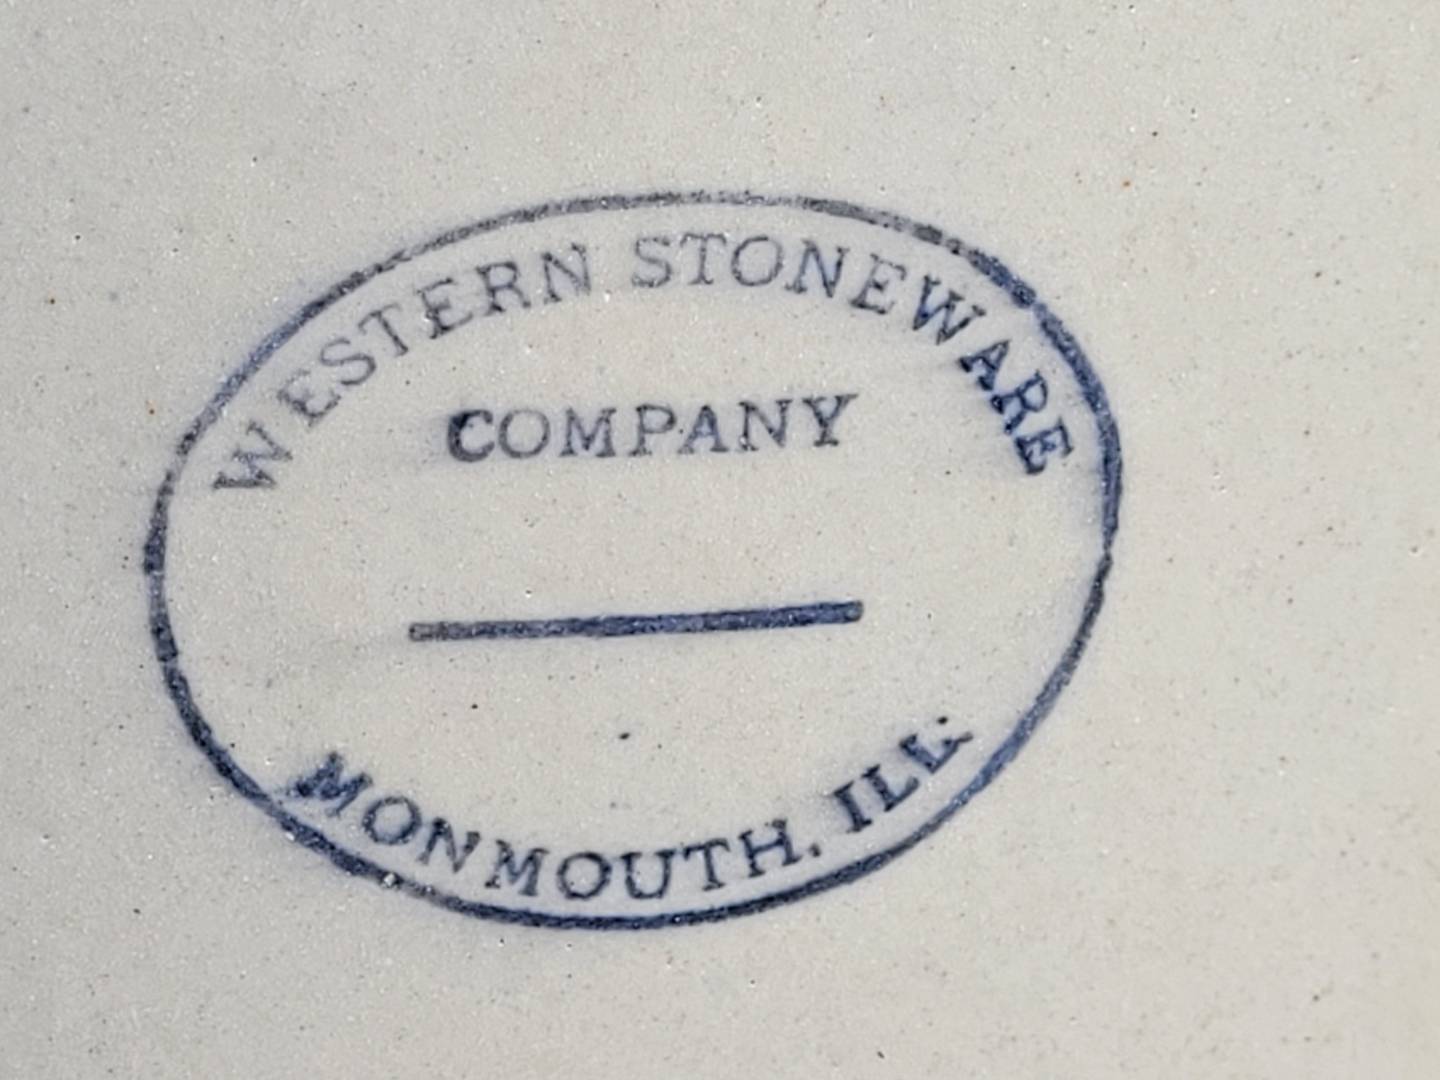 WESTERN STONEWARE
COMPANY
MONMOUTH. ILL.